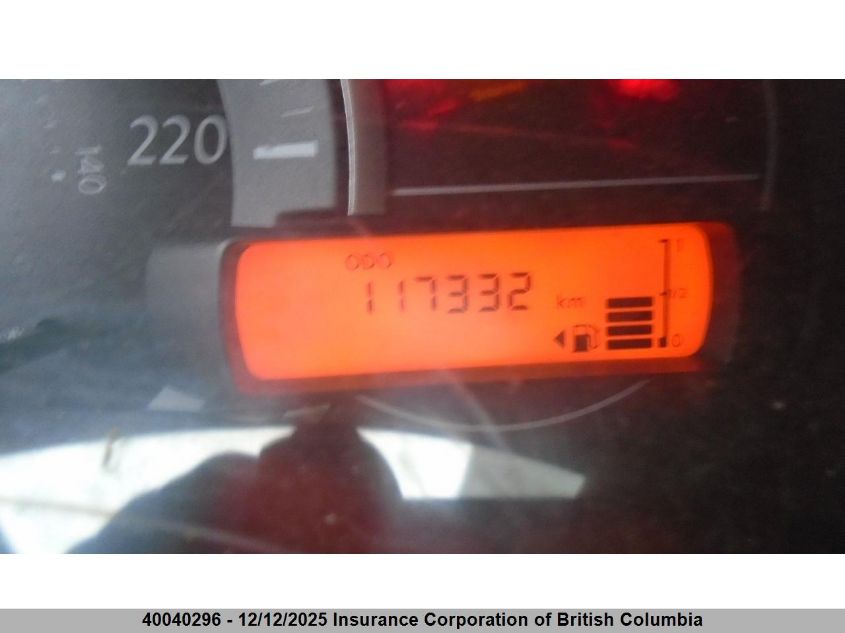 220
140
ODO
117332 km
1
1/2
0
40040296 - 12/12/2025 Insurance Corporation of British Columbia